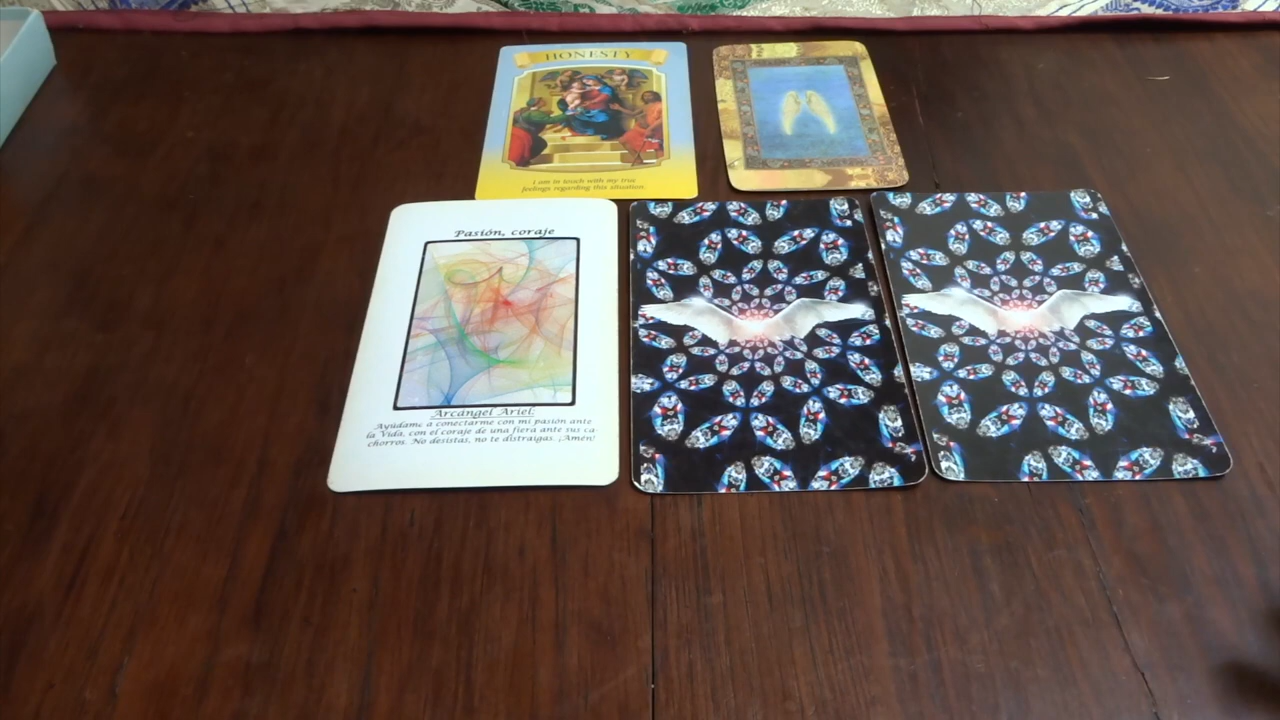 HONESTY
I am in touch with my true
feelings regarding this situation.
Pasión, coraje
Arcángel Ariel:
Ayúdame a conectarme con mi pasión ante
la Vida, con el coraje de una fiera ante sus ca
chorros. No desistas, no te distraigas. ¡Amén!